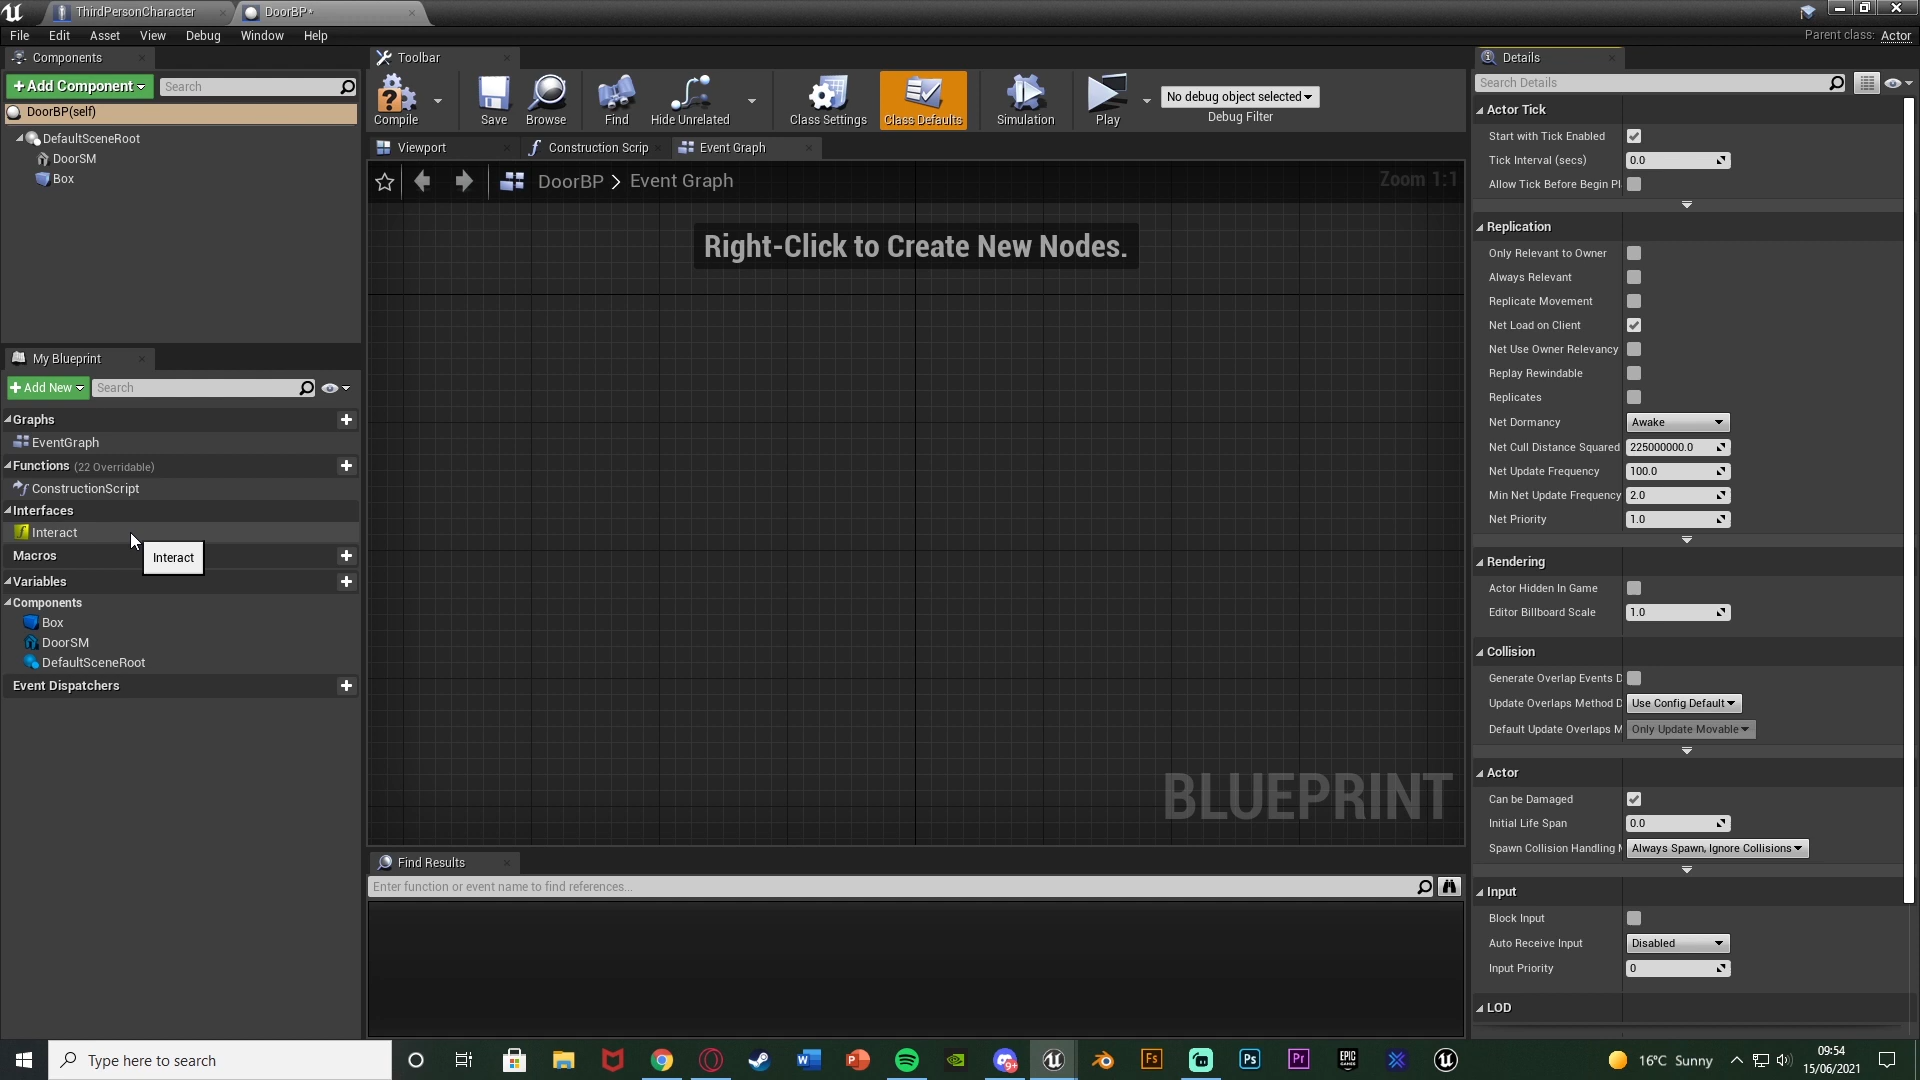 ThirdPersonCharacter
DoorBP*
File Edit Asset View Debug Window Help
Parent class: Actor
Components
+Add Component
Search
DoorBP(self)
DefaultSceneRoot
DoorSM
Box
My Blueprint
+Add New
Search
Graphs
EventGraph
Functions (22 Overridable)
ConstructionScript
Interfaces
Interact
Interact
Macros
Variables
Components
Box
DoorSM
DefaultSceneRoot
Event Dispatchers
Toolbar
Compile
Save
Browse
Find
Hide Unrelated
Class Settings
Class Defaults
Simulation
Play
No debug object selected
Debug Filter
Viewport
Construction Scrip
Event Graph
DoorBP > Event Graph
Zoom 1:1
Right-Click to Create New Nodes.
BLUEPRINT
Find Results
Enter function or event name to find references...
Details
Search Details
Actor Tick
Start with Tick Enabled
Tick Interval (secs) 0.0
Allow Tick Before Begin Pl
Replication
Only Relevant to Owner
Always Relevant
Replicate Movement
Net Load on Client
Net Use Owner Relevancy
Replay Rewindable
Replicates
Net Dormancy Awake
Net Cull Distance Squared 225000000.0
Net Update Frequency 100.0
Min Net Update Frequency 2.0
Net Priority 1.0
Rendering
Actor Hidden In Game
Editor Billboard Scale 1.0
Collision
Generate Overlap Events D
Update Overlaps Method D Use Config Default
Default Update Overlaps M Only Update Movable
Actor
Can be Damaged
Initial Life Span 0.0
Spawn Collision Handling M Always Spawn, Ignore Collisions
Input
Block Input
Auto Receive Input Disabled
Input Priority 0
LOD
Type here to search
16°C Sunny
09:54
15/06/2021